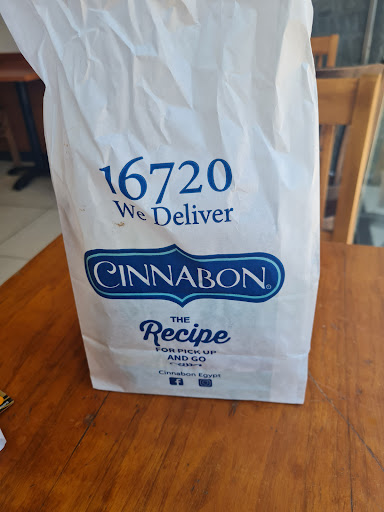 16720
We Deliver
CINNABON®
THE
Recipe
FOR PICK UP
AND GO
Cinnabon Egypt